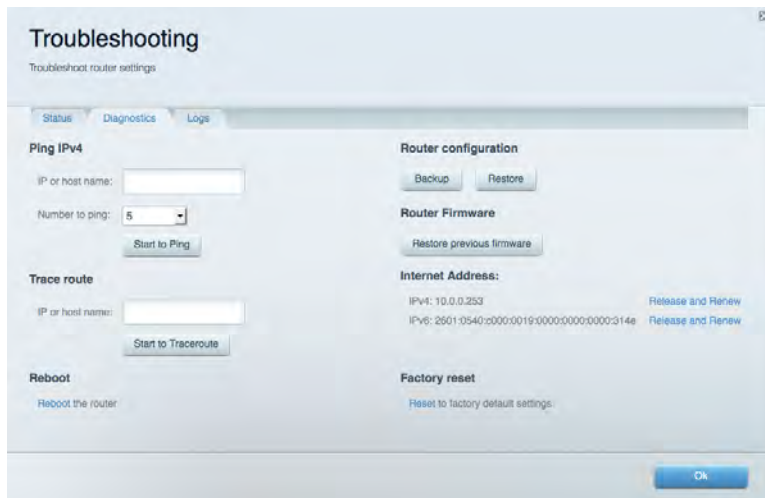 Troubleshooting
Troubleshoot router settings
Status
Diagnostics
Logs
Ping IPv4
IP or host name:
Number to ping:
5
Start to Ping
Trace route
IP or host name:
Start to Traceroute
Reboot
Reboot the router
Router configuration
Backup
Restore
Router Firmware
Restore previous firmware
Internet Address:
IPv4: 10.0.0.253
Release and Renew
IPv6: 2601:0540:c000:0019:0000:0000:0000:314e
Release and Renew
Factory reset
Reset to factory default settings.
Ok